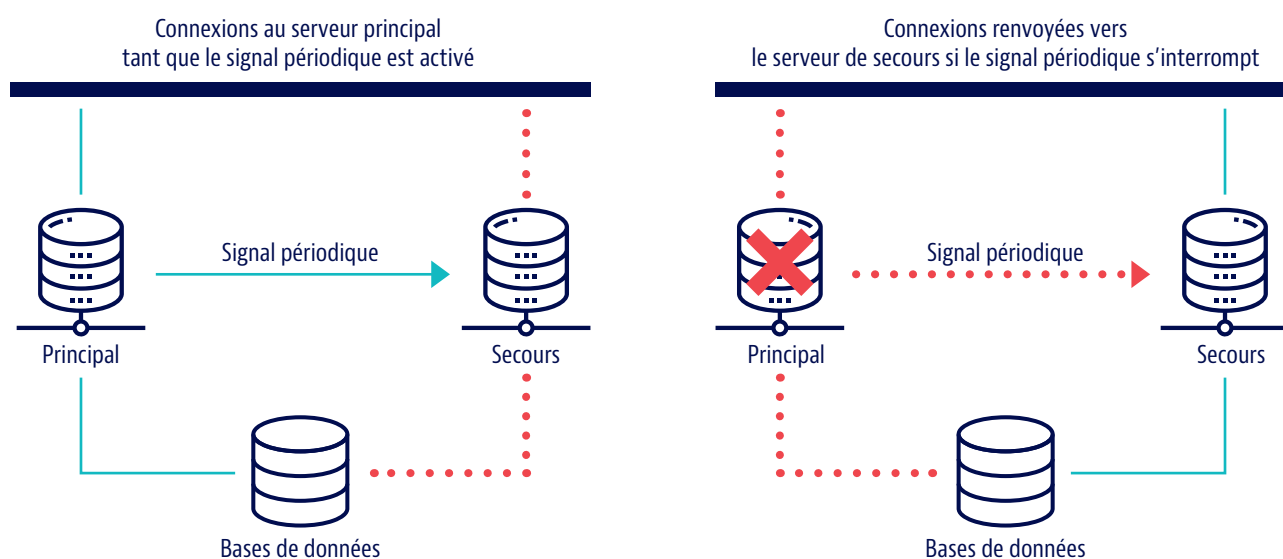 Connexions au serveur principal
tant que le signal périodique est activé
Signal périodique
Principal
Secours
Bases de données
Connexions renvoyées vers
le serveur de secours si le signal périodique s'interrompt
Signal périodique
Principal
Secours
Bases de données